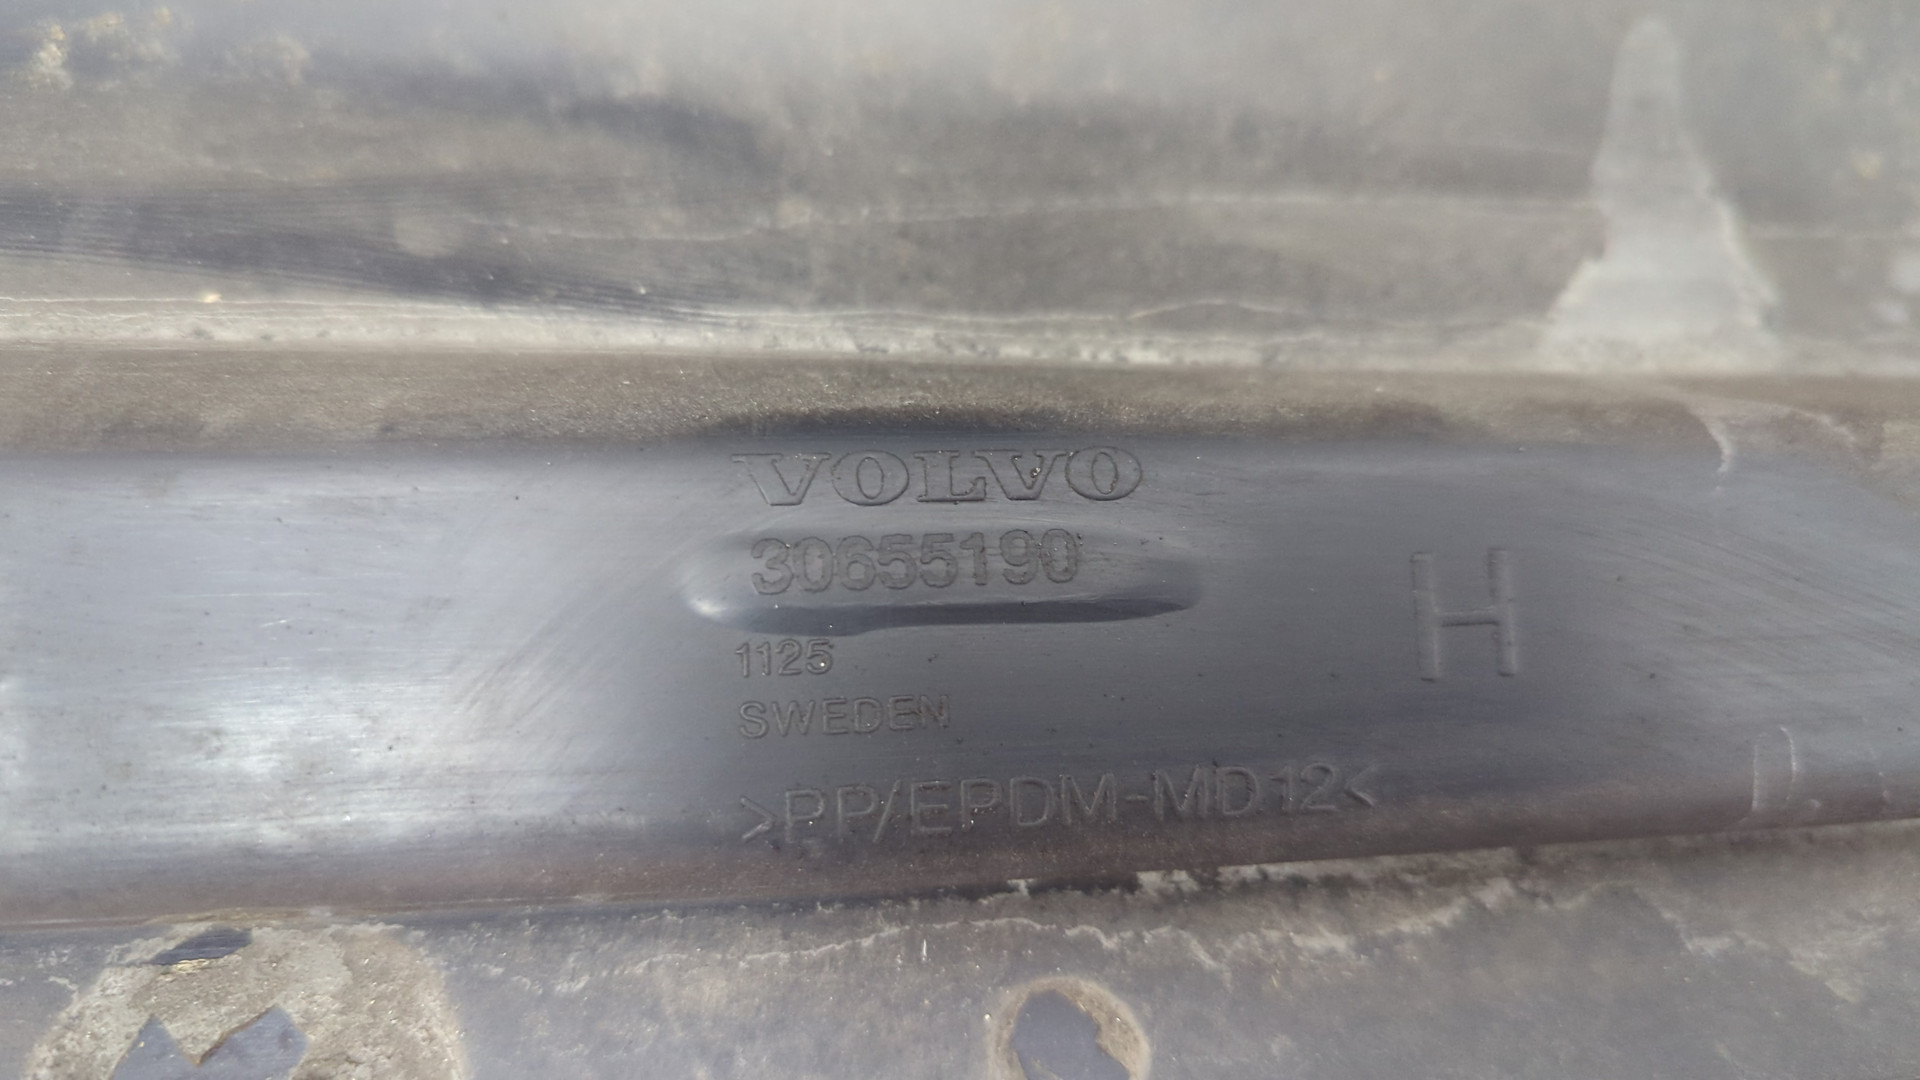 VOLVO
30655190
H
1125
SWEDEN
>PP/EPDM-MD12<